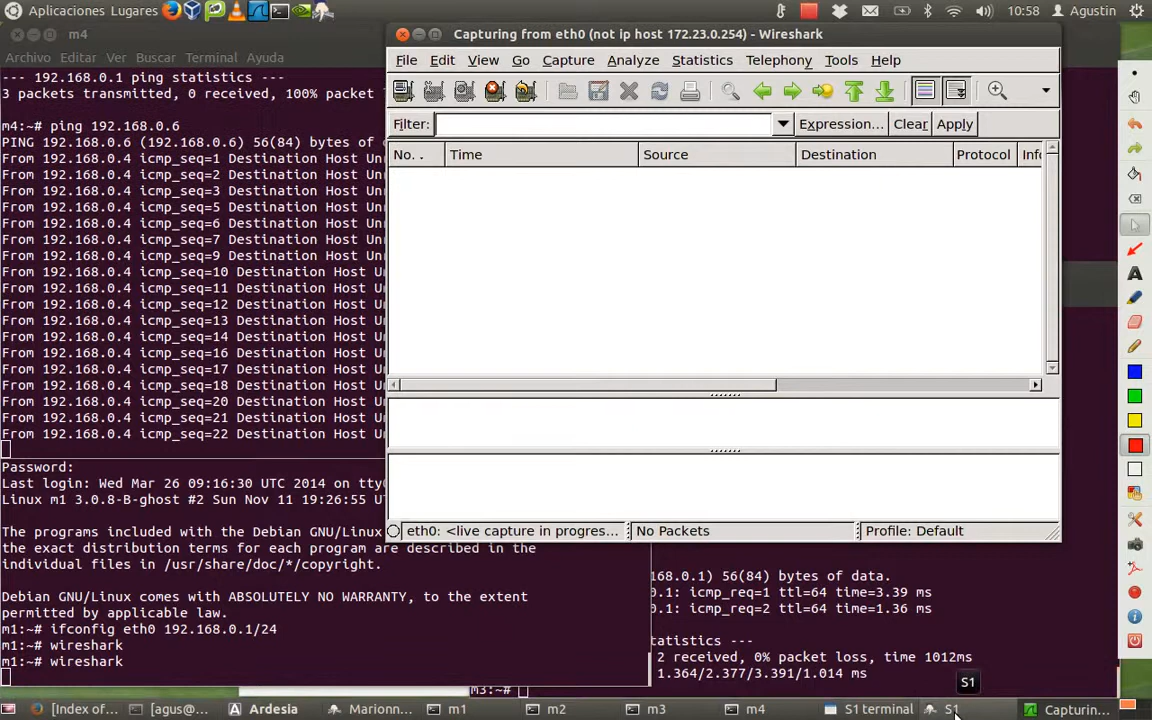 Aplicaciones Lugares
10:58
Agustin
m4
Archivo Editar Ver Buscar Terminal Ayuda
--- 192.168.0.1 ping statistics ---
3 packets transmitted, 0 received, 100% packet
m4:~# ping 192.168.0.6
PING 192.168.0.6 (192.168.0.6) 56(84) bytes of
From 192.168.0.4 icmp_seq=1 Destination Host
From 192.168.0.4 icmp_seq=2 Destination Host
From 192.168.0.4 icmp_seq=3 Destination Host
From 192.168.0.4 icmp_seq=5 Destination Host
From 192.168.0.4 icmp_seq=6 Destination Host
From 192.168.0.4 icmp_seq=7 Destination Host
From 192.168.0.4 icmp_seq=9 Destination Host
From 192.168.0.4 icmp_seq=10 Destination Host
From 192.168.0.4 icmp_seq=11 Destination Host
From 192.168.0.4 icmp_seq=12 Destination Host
From 192.168.0.4 icmp_seq=13 Destination Host
From 192.168.0.4 icmp_seq=14 Destination Host
From 192.168.0.4 icmp_seq=16 Destination Host
From 192.168.0.4 icmp_seq=17 Destination Host
From 192.168.0.4 icmp_seq=18 Destination Host
From 192.168.0.4 icmp_seq=20 Destination Host
From 192.168.0.4 icmp_seq=21 Destination Host
From 192.168.0.4 icmp_seq=22 Destination Host
Capturing from eth0 (not ip host 172.23.0.254) - Wireshark
File Edit View Go Capture Analyze Statistics Telephony Tools Help
Filter: Expression... Clear Apply
No. . Time Source Destination Protocol Info
eth0: <live capture in progres... No Packets Profile: Default
Password:
Last login: Wed Mar 26 09:16:30 UTC 2014 on
Linux m1 3.0.8-B-ghost #2 Sun Nov 11 19:26:55
The programs included with the Debian GNU/Linux
the exact distribution terms for each program are described in the
individual files in /usr/share/doc/*/copyright.
Debian GNU/Linux comes with ABSOLUTELY NO WARRANTY, to the extent
permitted by applicable law.
m1:~# ifconfig eth0 192.168.0.1/24
m1:~# wireshark
m1:~# wireshark
68.0.1) 56(84) bytes of data.
0.1: icmp_req=1 ttl=64 time=3.39 ms
0.1: icmp_req=2 ttl=64 time=1.36 ms
tatistics ---
2 received, 0% packet loss, time 1012ms
1.364/2.377/3.391/1.014 ms
m3:~#
S1
[Index of... [agus@... Ardesia Marionn... m1 m2 m3 m4 S1 terminal S1 Capturin...